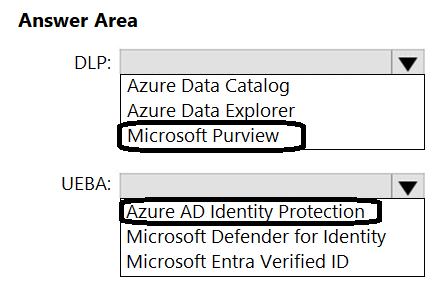 Answer Area
DLP:
Azure Data Catalog
Azure Data Explorer
Microsoft Purview
UEBA:
Azure AD Identity Protection
Microsoft Defender for Identity
Microsoft Entra Verified ID